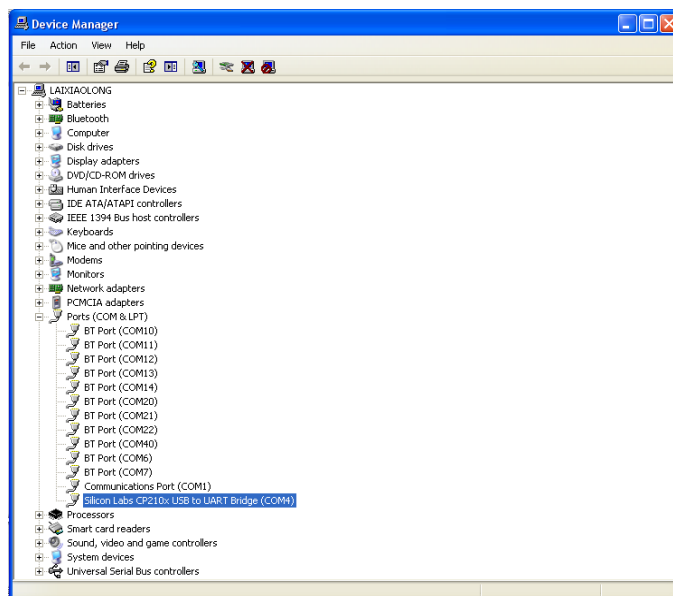 Device Manager
File Action View Help
LAIXIAOLONG
Batteries
Bluetooth
Computer
Disk drives
Display adapters
DVD/CD-ROM drives
Human Interface Devices
IDE ATA/ATAPI controllers
IEEE 1394 Bus host controllers
Keyboards
Mice and other pointing devices
Modems
Monitors
Network adapters
PCMCIA adapters
Ports (COM & LPT)
BT Port (COM10)
BT Port (COM11)
BT Port (COM12)
BT Port (COM13)
BT Port (COM14)
BT Port (COM20)
BT Port (COM21)
BT Port (COM22)
BT Port (COM40)
BT Port (COM6)
BT Port (COM7)
Communications Port (COM1)
Silicon Labs CP210x USB to UART Bridge (COM4)
Processors
Smart card readers
Sound, video and game controllers
System devices
Universal Serial Bus controllers